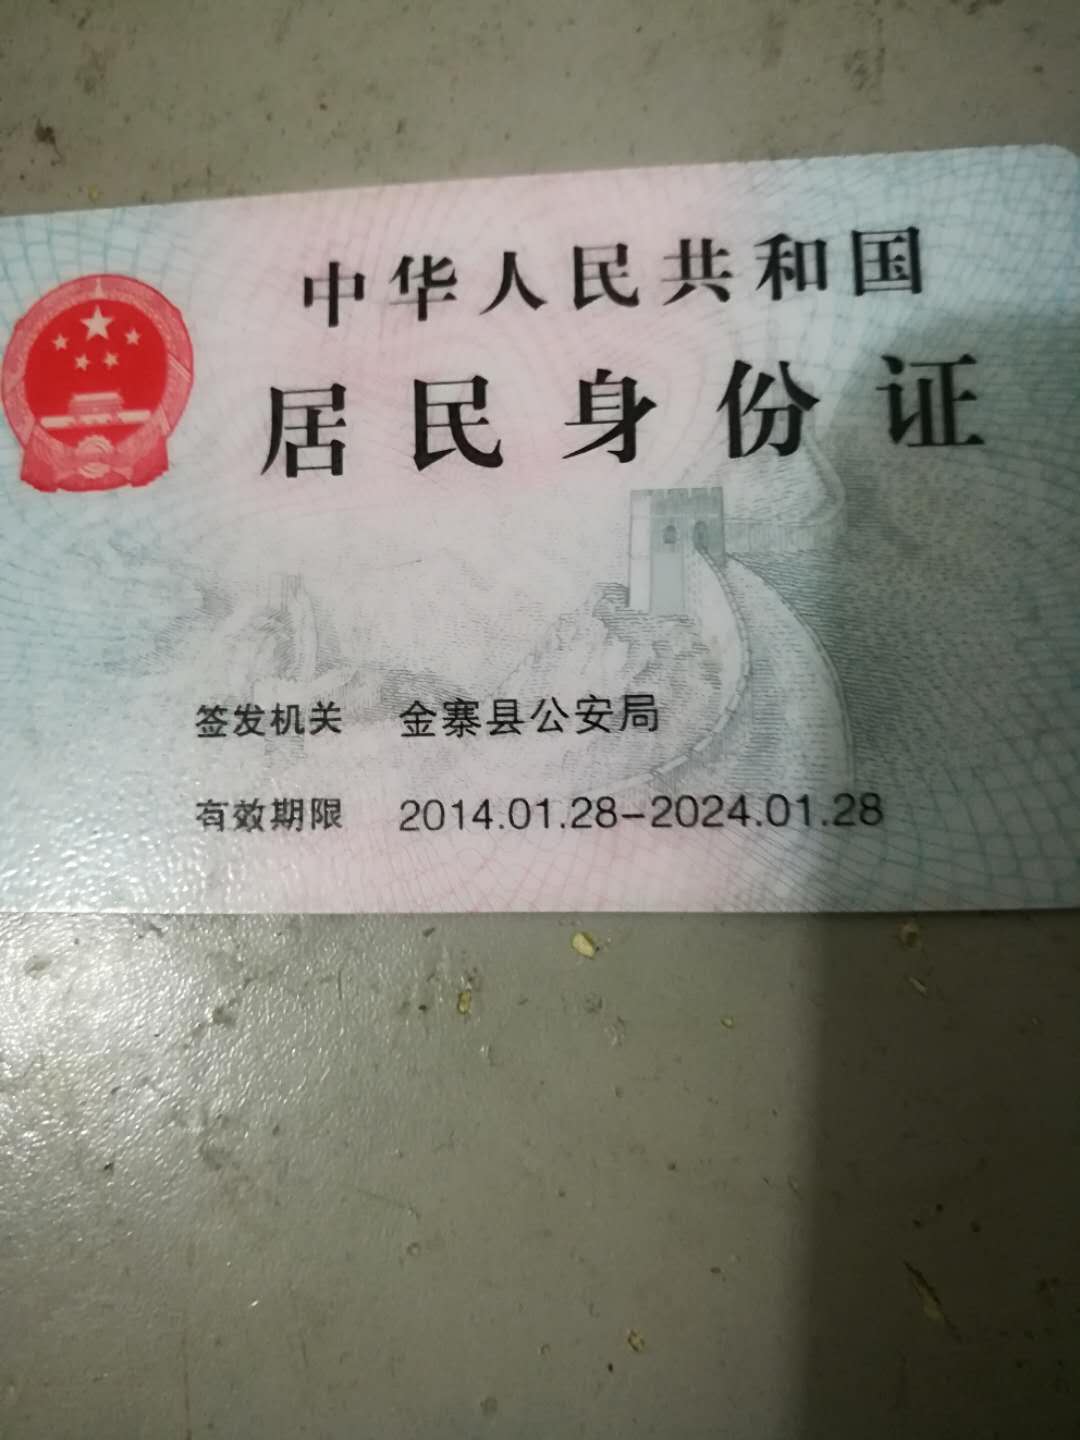 中华人民共和国
居民身份证
签发机关 金寨县公安局
有效期限 2014.01.28-2024.01.28